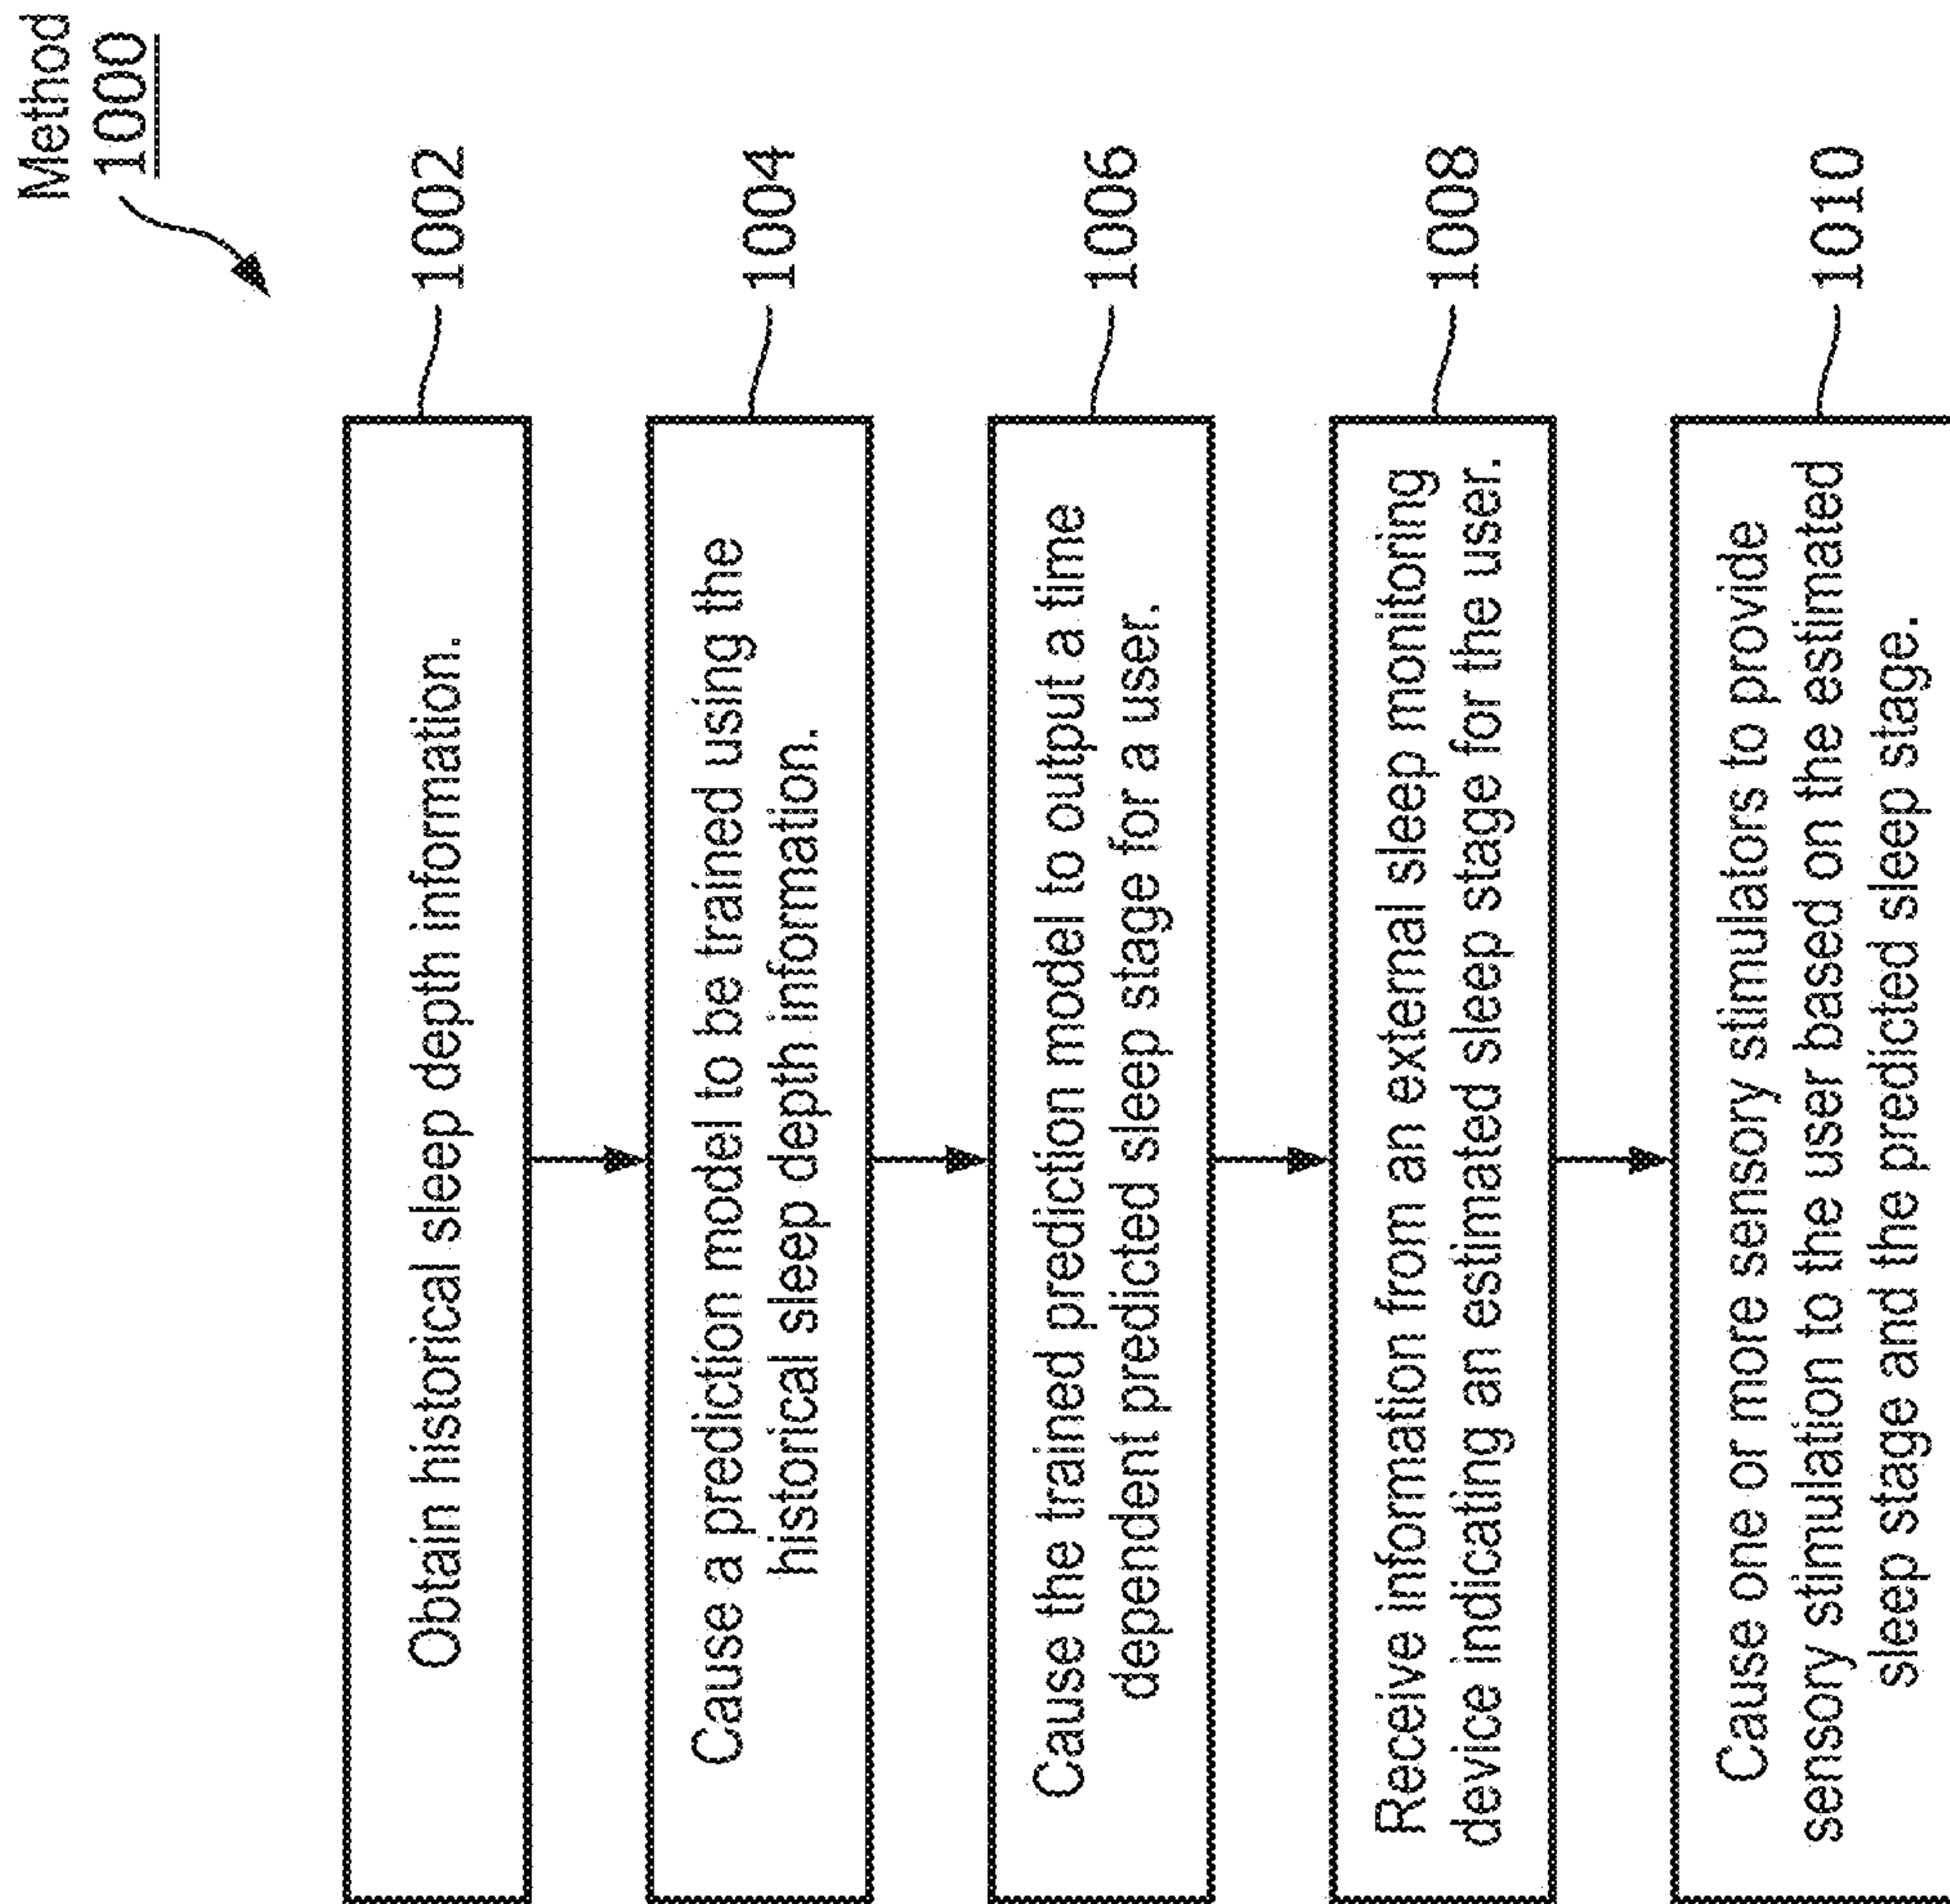 Method
1000
Obtain historical sleep depth information.
1002
Cause a prediction model to be trained using the
historical sleep depth information.
1004
Cause the trained prediction model to output a time
dependent predicted sleep stage for a user.
1006
Receive information from an external sleep monitoring
device indicating an estimated sleep stage for the user.
1008
Cause one or more sensory stimulators to provide
sensory stimulation to the user based on the estimated
sleep stage and the predicted sleep stage.
1010